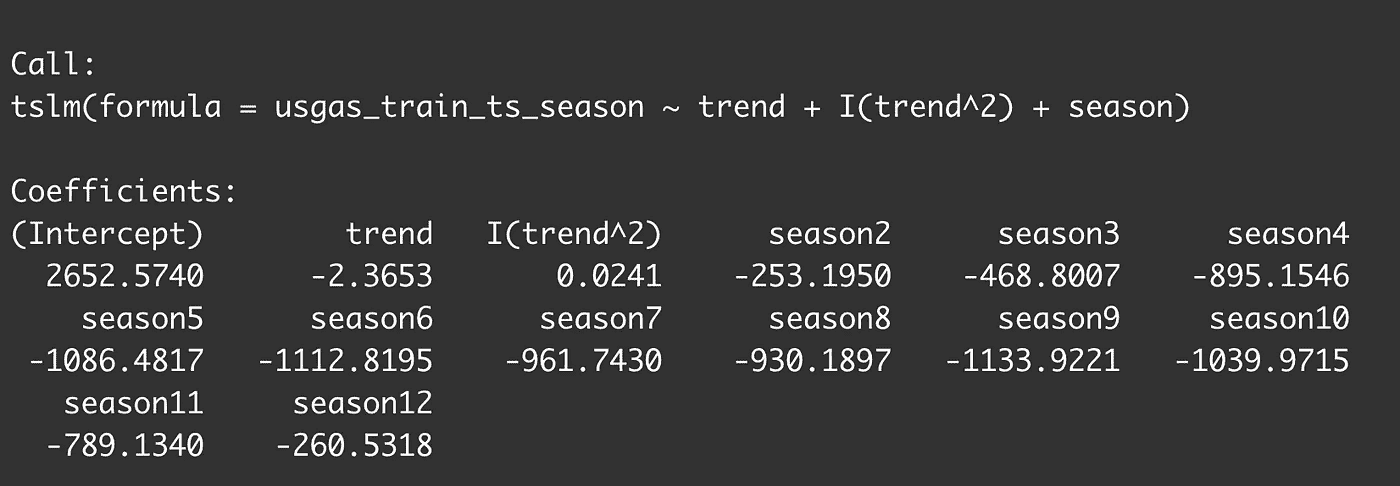 Call:
tslm(formula = usgas_train_ts_season ~ trend + I(trend^2) + season)
Coefficients:
(Intercept) trend I(trend^2) season2 season3 season4
2652.5740 -2.3653 0.0241 -253.1950 -468.8007 -895.1546
season5 season6 season7 season8 season9 season10
-1086.4817 -1112.8195 -961.7430 -930.1897 -1133.9221 -1039.9715
season11 season12
-789.1340 -260.5318